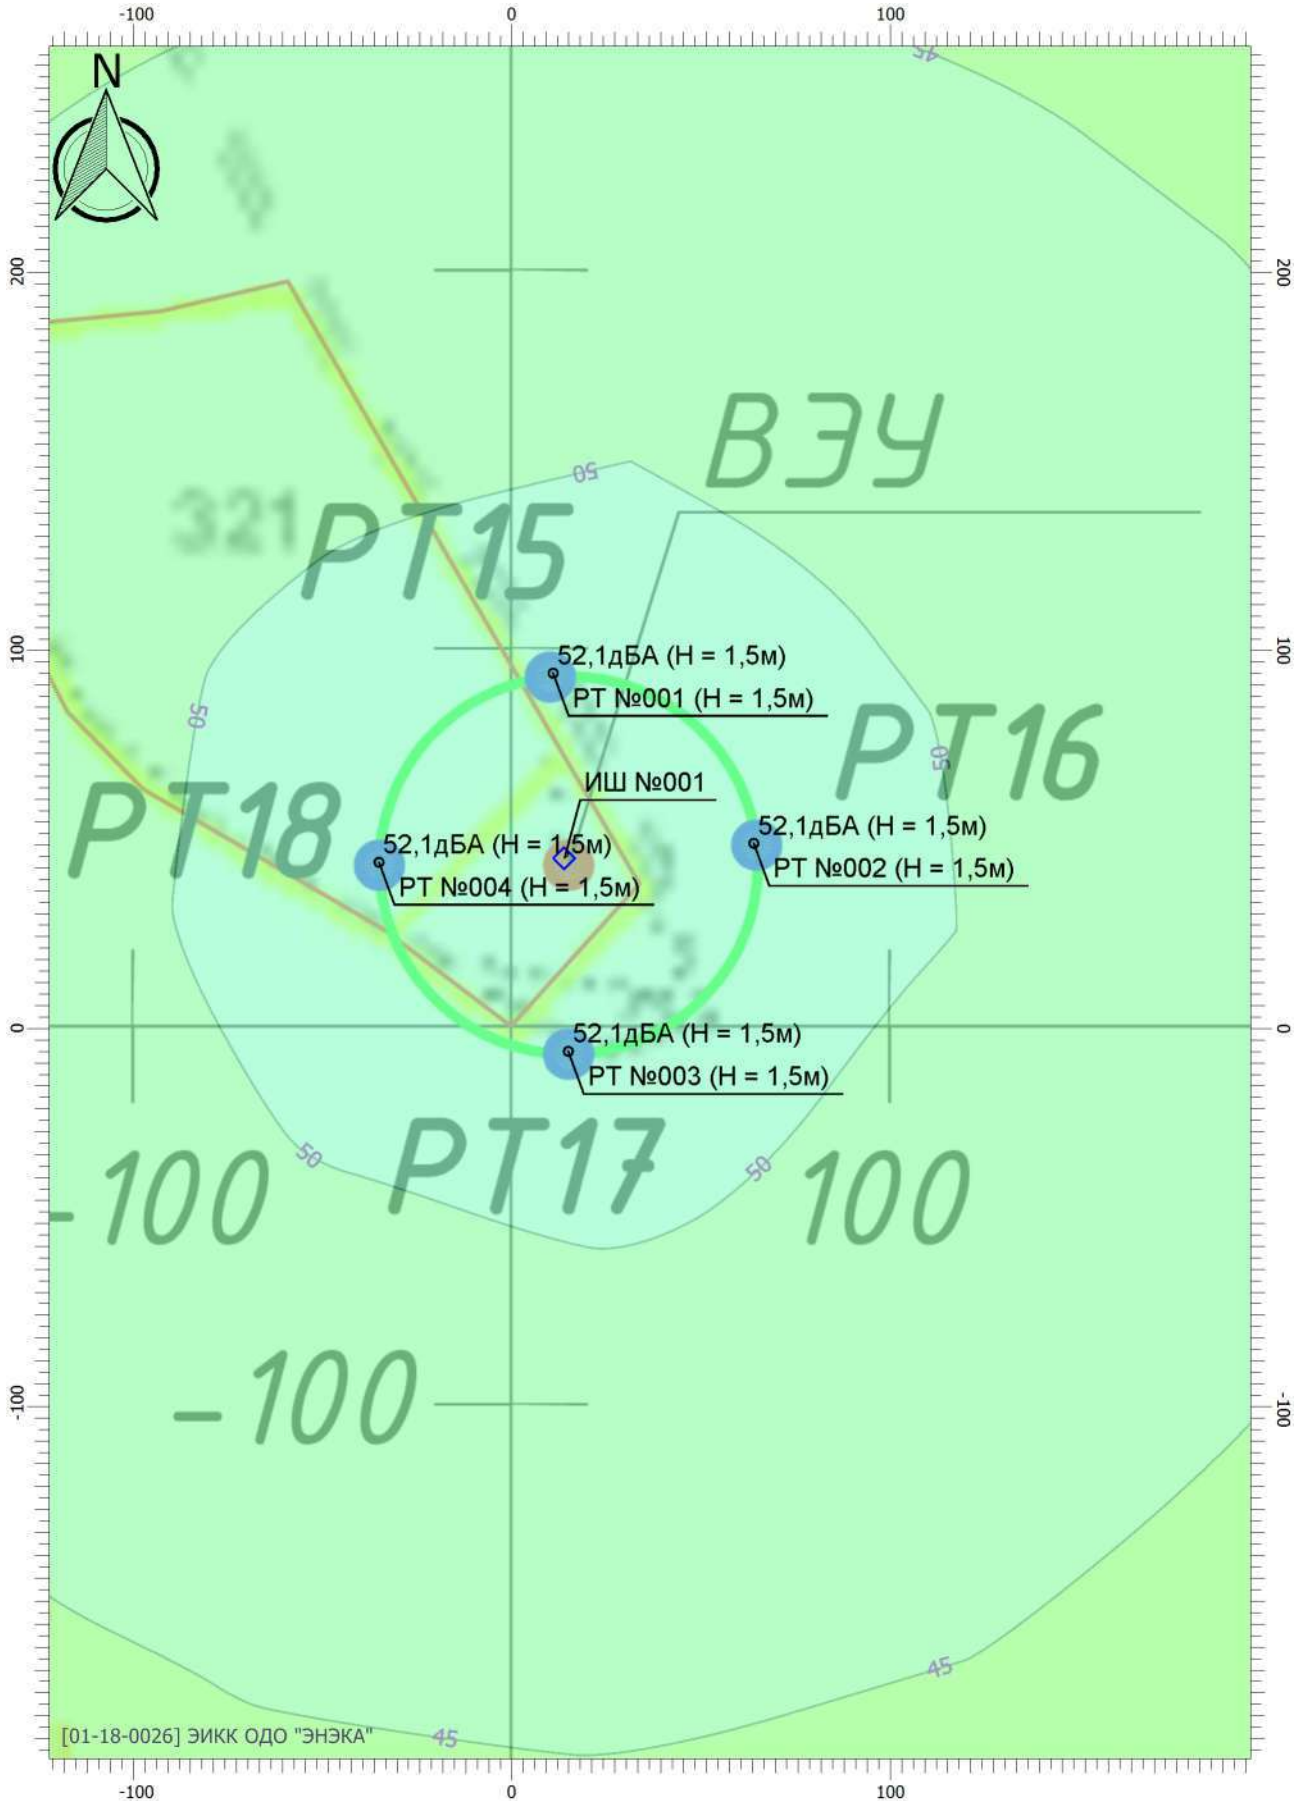 -100 0 100
45
N
200 200
ВЭУ
50
321 РТ15
100 100
52,1дБА (H = 1,5м)
РТ №001 (H = 1,5м)
50
РТ16
50
ИШ №001
РТ18
52,1дБА (H = 1,5м)
52,1дБА (H = 1,5м)
РТ №002 (H = 1,5м)
РТ №004 (H = 1,5м)
0 0
52,1дБА (H = 1,5м)
РТ №003 (H = 1,5м)
50 РТ17 50
-100 100
-100
-100 -100
45
45
[01-18-0026] ЭИКК ОДО "ЭНЭКА"
-100 0 100